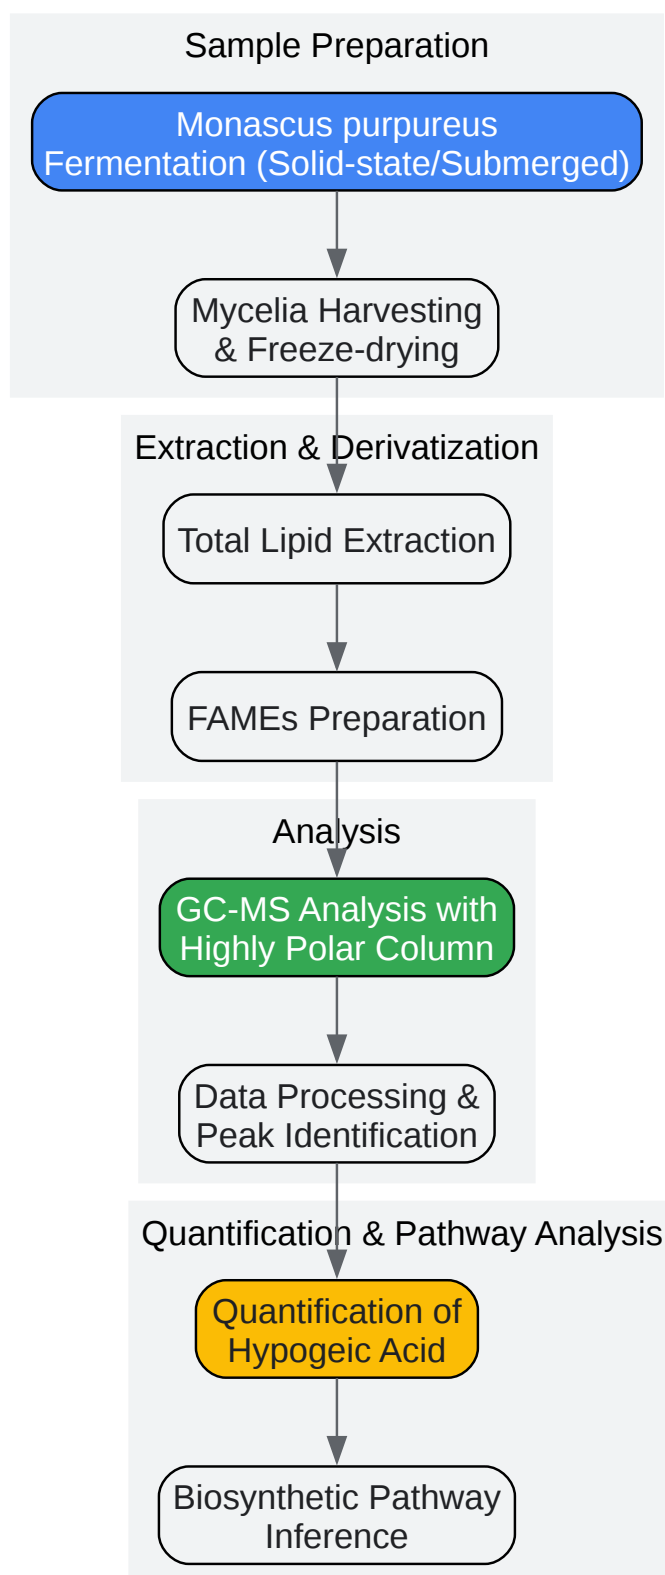 Sample Preparation
Monascus purpureus
Fermentation (Solid-state/Submerged)
Mycelia Harvesting
& Freeze-drying
Extraction & Derivatization
Total Lipid Extraction
FAMEs Preparation
Analysis
GC-MS Analysis with
Highly Polar Column
Data Processing &
Peak Identification
Quantification & Pathway Analysis
Quantification of
Hypogeic Acid
Biosynthetic Pathway
Inference